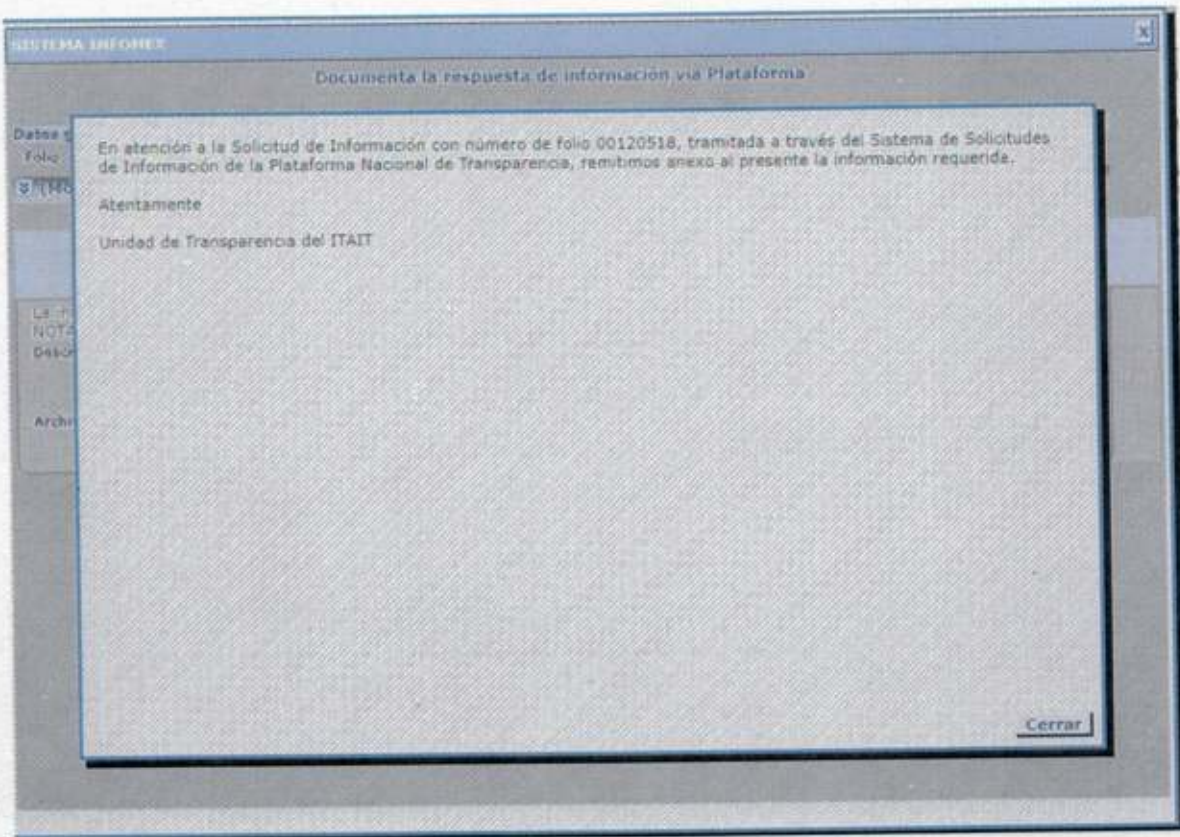 SISTEMA INFOMEX
Documenta la respuesta de información vía Plataforma
Folio
En atención a la Solicitud de Información con número de folio 00120518, tramitada a través del Sistema de Solicitudes
de Información de la Plataforma Nacional de Transparencia, remitimos anexo al presente la información requerida.
Atentamente
Unidad de Transparencia del ITAIT
Cerrar